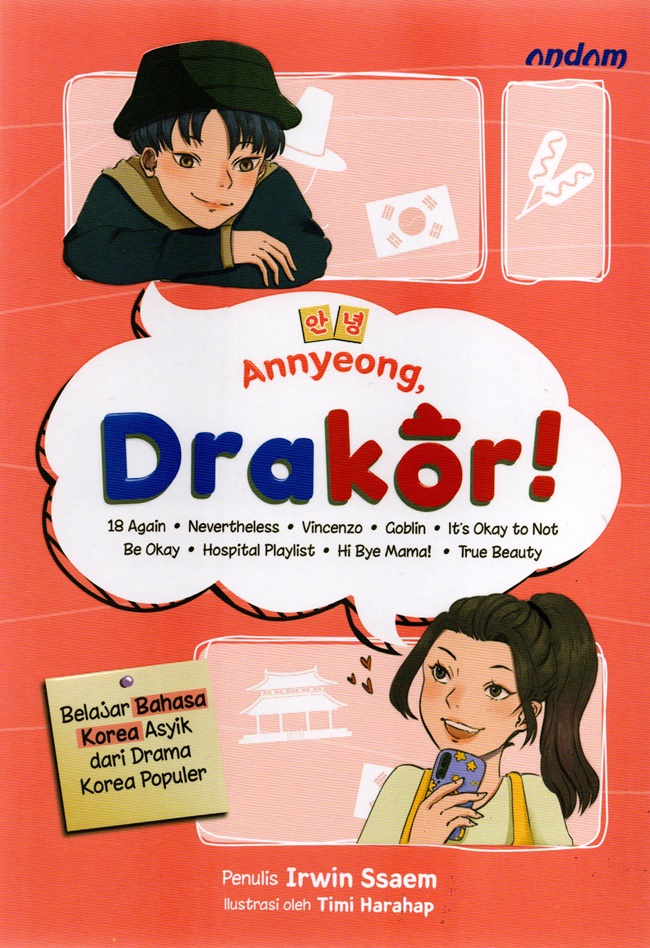 andam
안녕
Annyeong,
Drakor!
18 Again • Nevertheless • Vincenzo • Goblin • It's Okay to Not
Be Okay • Hospital Playlist • Hi Bye Mama! • True Beauty
Belajar Bahasa
Korea Asyik
dari Drama
Korea Populer
Penulis Irwin Ssaem
Ilustrasi oleh Timi Harahap